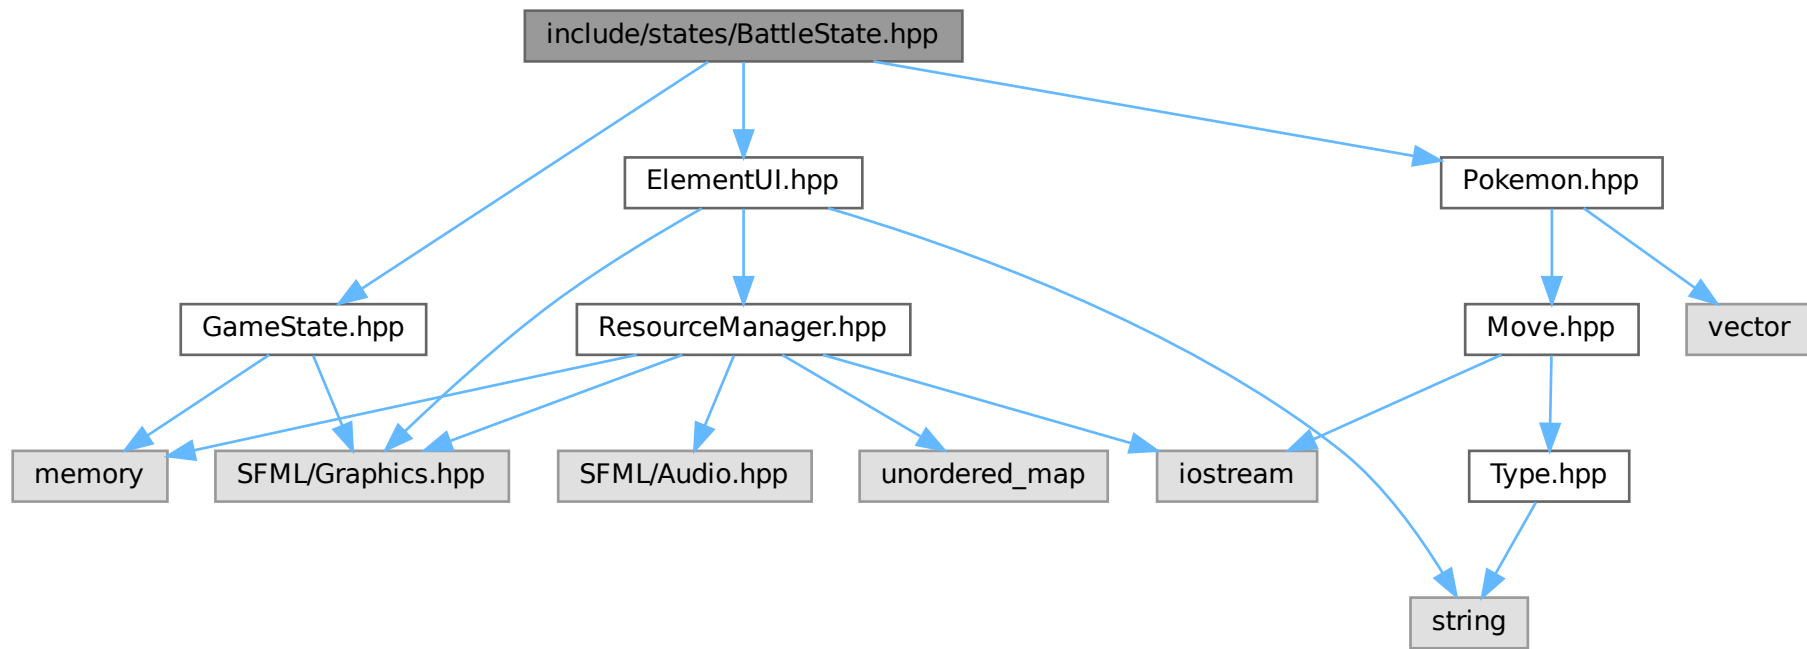 include/states/BattleState.hpp
ElementUI.hpp
Pokemon.hpp
GameState.hpp
ResourceManager.hpp
Move.hpp
vector
memory
SFML/Graphics.hpp
SFML/Audio.hpp
unordered_map
iostream
Type.hpp
string